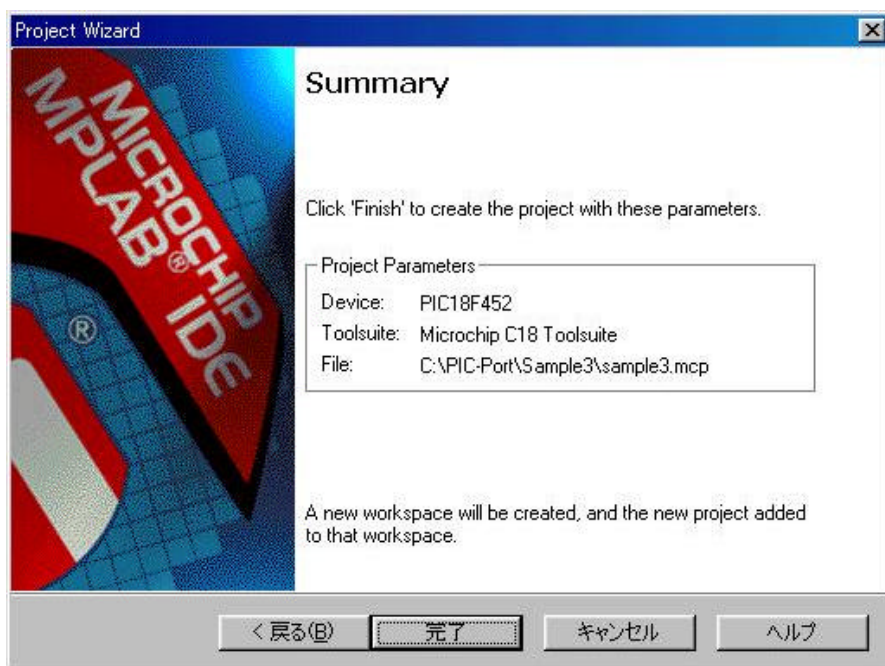 Project Wizard
MICROCHIP
MPLAB® IDE
®
Summary
Click 'Finish' to create the project with these parameters.
Project Parameters
Device: PIC18F452
Toolsuite: Microchip C18 Toolsuite
File: C:\PIC-Port\Sample3\sample3.mcp
A new workspace will be created, and the new project added
to that workspace.
< 戻る(B) 完了 キャンセル ヘルプ